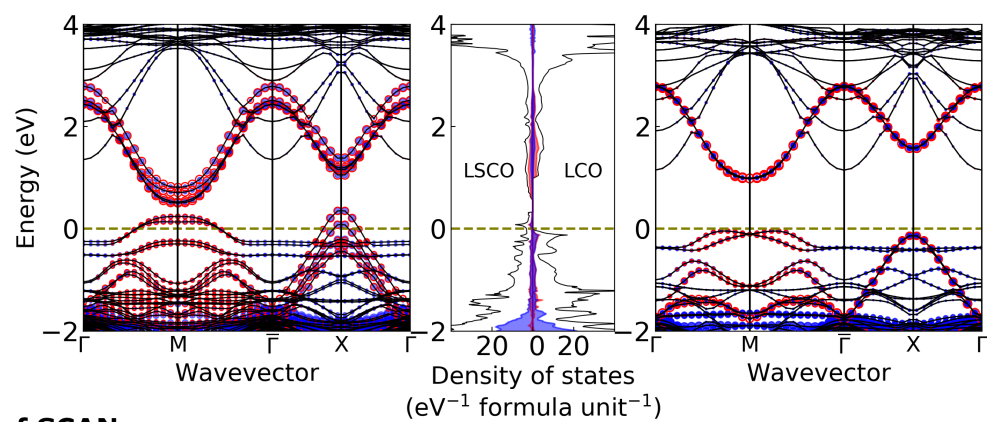 4 4 4
2 2 2
LSCO LCO
0 0 0
Energy (eV)
−2 −2 −2
Γ M Γ̅ X Γ 20 0 20 Γ M Γ̅ X Γ
Wavevector Density of states Wavevector
(eV⁻¹ formula unit⁻¹)
f SCAN